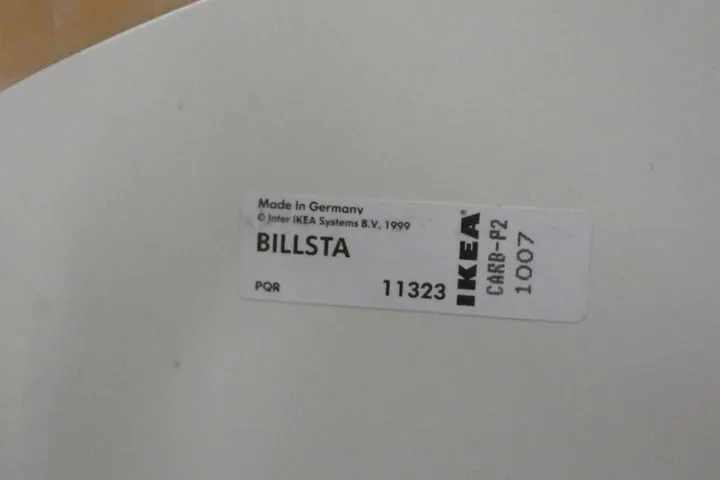 Made in Germany
© Inter IKEA Systems B.V. 1999
BILLSTA
PQR 11323
IKEA®
CARB-P2
1007